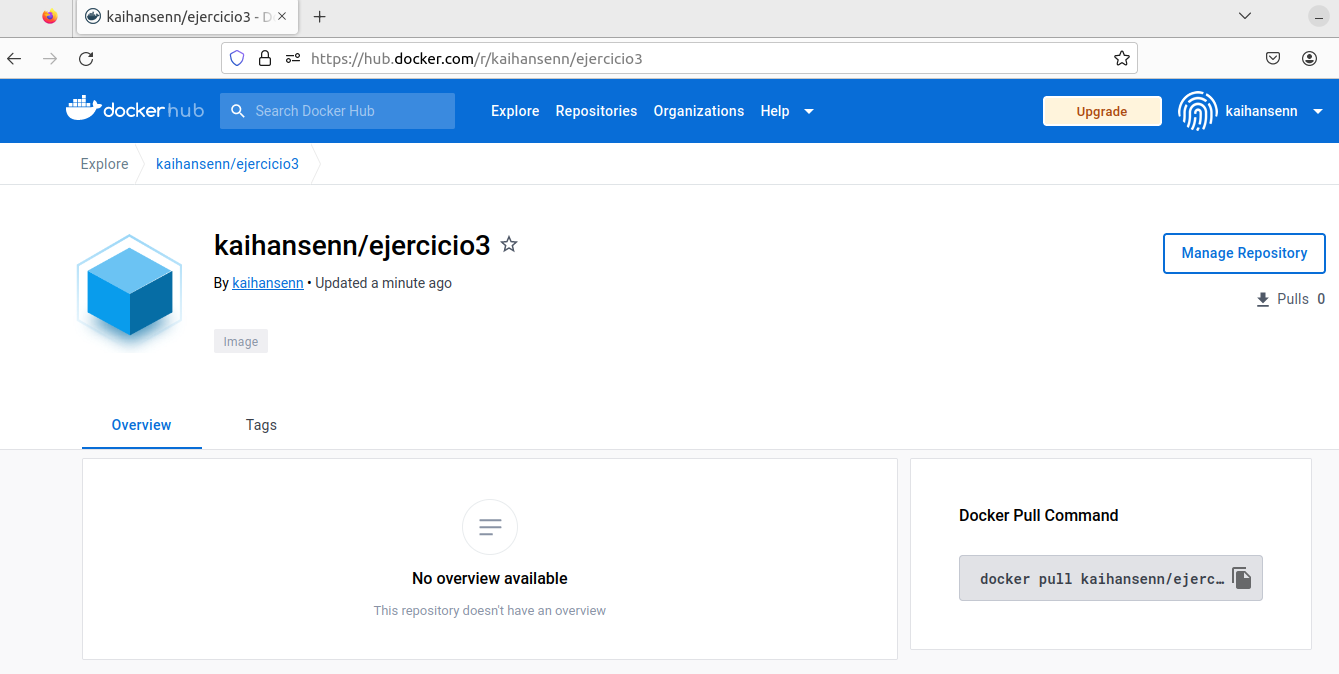 kaihansenn/ejercicio3 - D
https://hub.docker.com/r/kaihansenn/ejercicio3
dockerhub
Search Docker Hub
Explore
Repositories
Organizations
Help
Upgrade
kaihansenn
Explore
kaihansenn/ejercicio3
kaihansenn/ejercicio3
By kaihansenn • Updated a minute ago
Manage Repository
Pulls 0
Image
Overview
Tags
No overview available
This repository doesn't have an overview
Docker Pull Command
docker pull kaihansenn/ejerc…